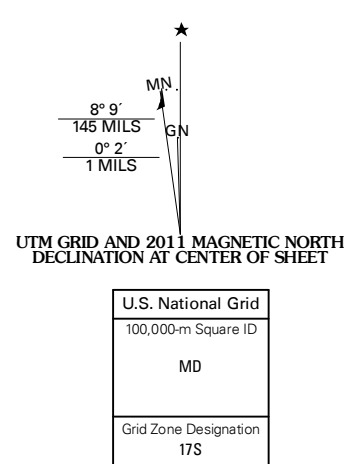 MN
8° 9´
145 MILS
GN
0° 2´
1 MILS
UTM GRID AND 2011 MAGNETIC NORTH
DECLINATION AT CENTER OF SHEET
U.S. National Grid
100,000-m Square ID
MD
Grid Zone Designation
17S